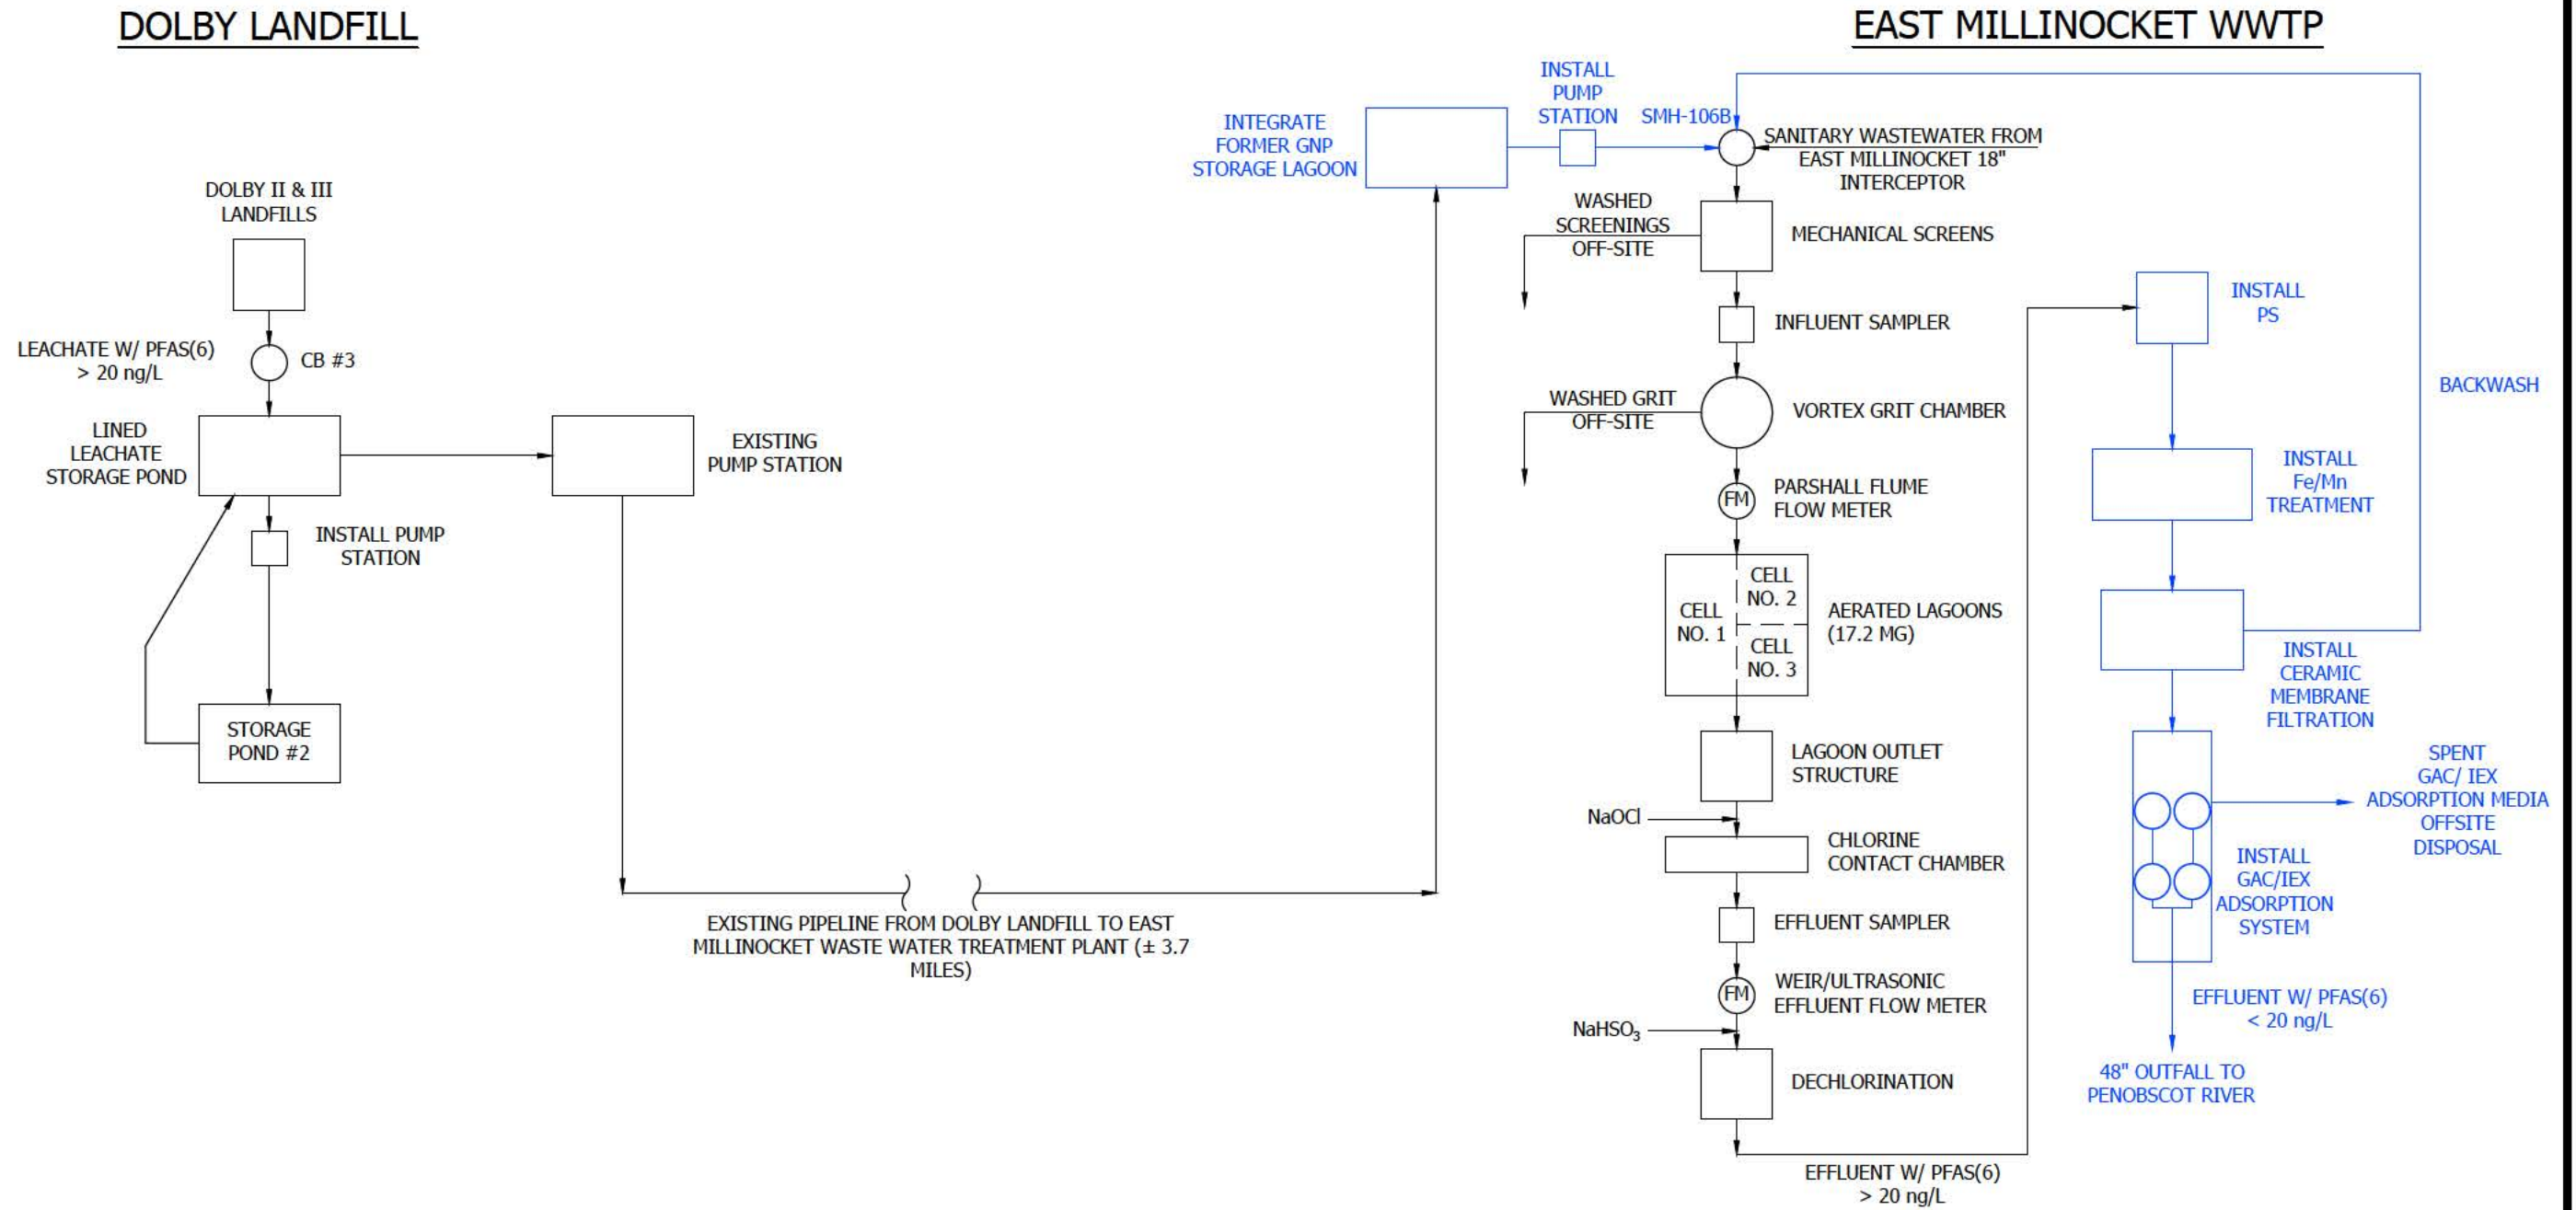 DOLBY LANDFILL
EAST MILLINOCKET WWTP
DOLBY II & III
LANDFILLS
LEACHATE W/ PFAS(6)
> 20 ng/L
CB #3
LINED
LEACHATE
STORAGE POND
EXISTING
PUMP STATION
INSTALL PUMP
STATION
STORAGE
POND #2
EXISTING PIPELINE FROM DOLBY LANDFILL TO EAST
MILLINOCKET WASTE WATER TREATMENT PLANT (± 3.7
MILES)
INTEGRATE
FORMER GNP
STORAGE LAGOON
INSTALL
PUMP
STATION
SMH-106B
SANITARY WASTEWATER FROM
EAST MILLINOCKET 18"
INTERCEPTOR
WASHED
SCREENINGS
OFF-SITE
MECHANICAL SCREENS
INFLUENT SAMPLER
WASHED GRIT
OFF-SITE
VORTEX GRIT CHAMBER
FM
PARSHALL FLUME
FLOW METER
CELL
NO. 1
CELL
NO. 2
CELL
NO. 3
AERATED LAGOONS
(17.2 MG)
LAGOON OUTLET
STRUCTURE
NaOCl
CHLORINE
CONTACT CHAMBER
EFFLUENT SAMPLER
FM
WEIR/ULTRASONIC
EFFLUENT FLOW METER
NaHSO3
DECHLORINATION
EFFLUENT W/ PFAS(6)
> 20 ng/L
INSTALL
PS
BACKWASH
INSTALL
Fe/Mn
TREATMENT
INSTALL
CERAMIC
MEMBRANE
FILTRATION
SPENT
GAC/ IEX
ADSORPTION MEDIA
OFFSITE
DISPOSAL
INSTALL
GAC/IEX
ADSORPTION
SYSTEM
EFFLUENT W/ PFAS(6)
< 20 ng/L
48" OUTFALL TO
PENOBSCOT RIVER